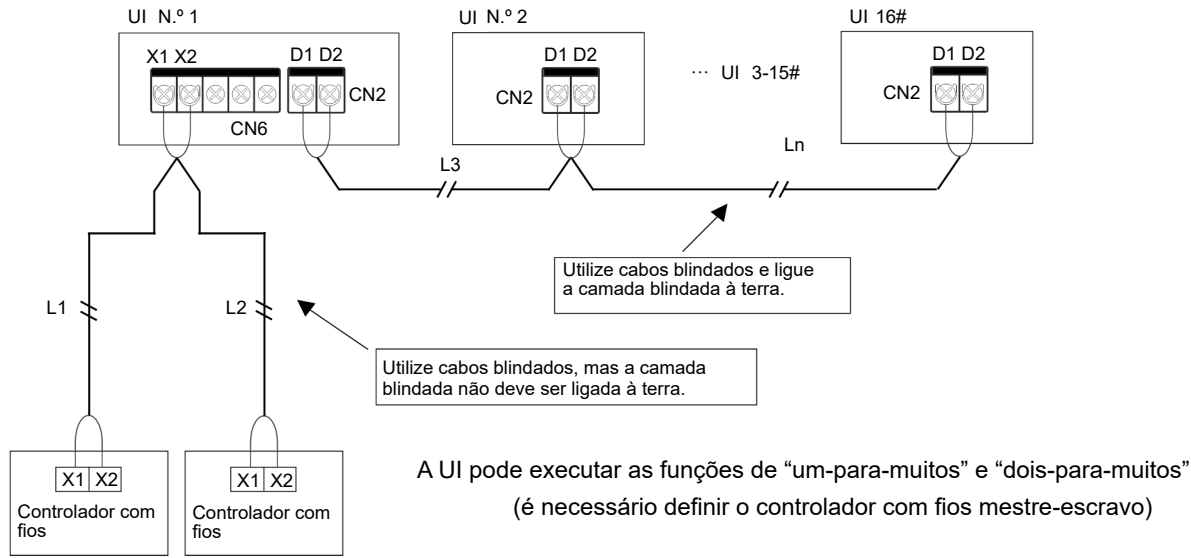 UI N.º 1
UI N.º 2
UI 16#
X1 X2
D1 D2
CN2
CN6
D1 D2
CN2
··· UI 3-15#
D1 D2
CN2
L3
Ln
Utilize cabos blindados e ligue
a camada blindada à terra.
L1
L2
Utilize cabos blindados, mas a camada
blindada não deve ser ligada à terra.
X1 X2
Controlador com
fios
X1 X2
Controlador com
fios
A UI pode executar as funções de “um-para-muitos” e “dois-para-muitos”
(é necessário definir o controlador com fios mestre-escravo)